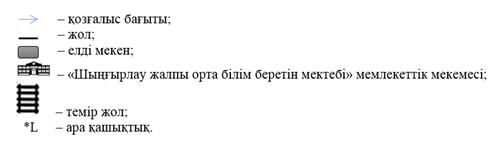 – қозғалыс бағыты;
– жол;
– елді мекен;
– «Шыңғырлау жалпы орта білім беретін мектебі» мемлекеттік мекемесі;
– темір жол;
*L – ара қашықтық.